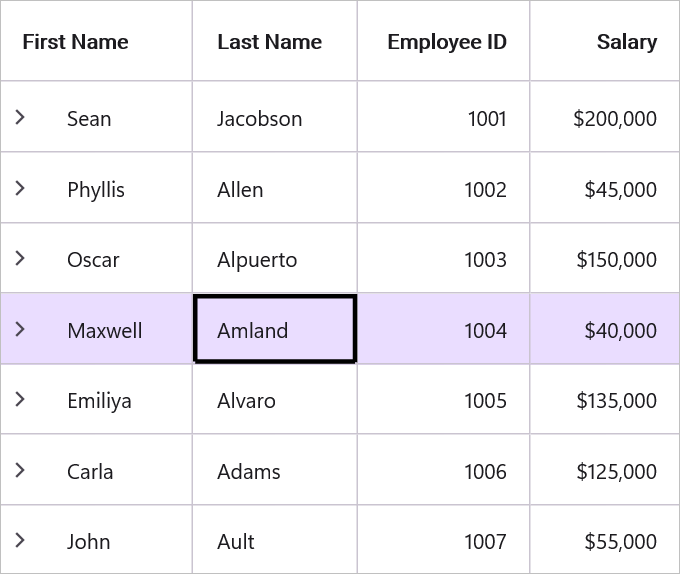 First Name Last Name Employee ID Salary
Sean Jacobson 1001 $200,000
Phyllis Allen 1002 $45,000
Oscar Alpuerto 1003 $150,000
Maxwell Amland 1004 $40,000
Emiliya Alvaro 1005 $135,000
Carla Adams 1006 $125,000
John Ault 1007 $55,000